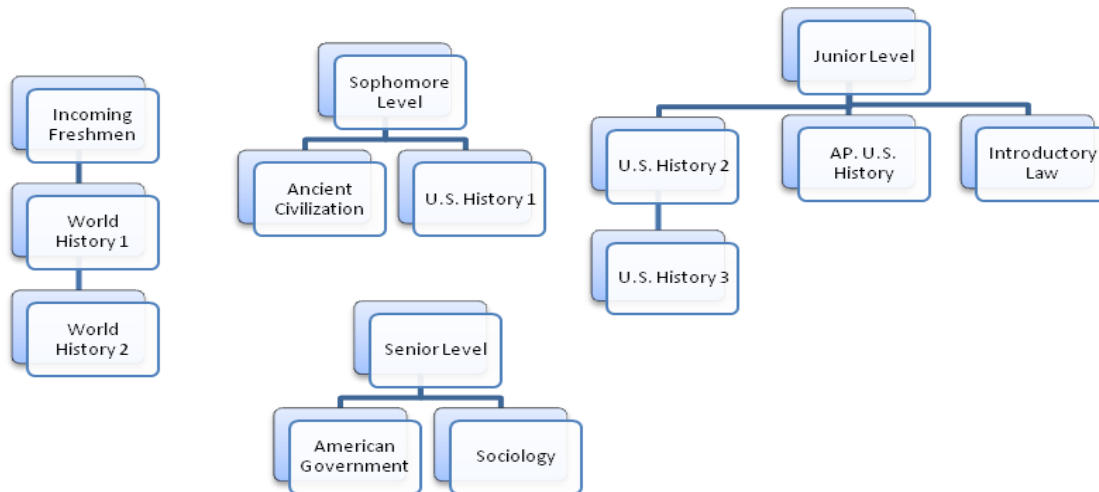 Incoming
Freshmen
World
History 1
World
History 2
Sophomore
Level
Ancient
Civilization
U.S. History 1
Junior Level
U.S. History 2
U.S. History 3
AP. U.S.
History
Introductory
Law
Senior Level
American
Government
Sociology